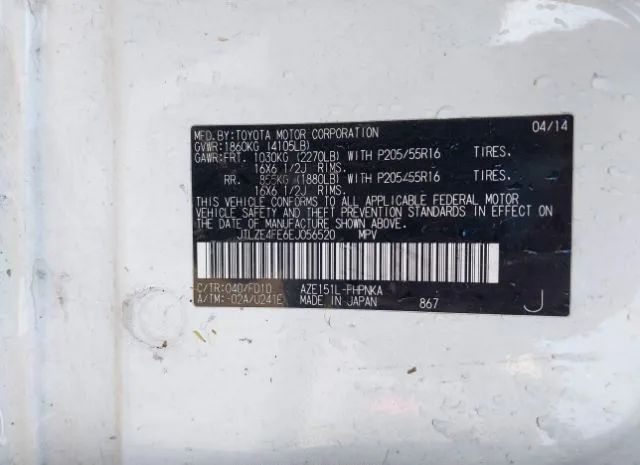 MFD.BY:TOYOTA MOTOR CORPORATION 04/14
GVWR:1860KG (4105LB)
GAWR:FRT. 1030KG (2270LB) WITH P205/55R16 TIRES.
16X6 1/2J RIMS.
RR. 855KG (1880LB) WITH P205/55R16 TIRES.
16X6 1/2J RIMS.
THIS VEHICLE CONFORMS TO ALL APPLICABLE FEDERAL MOTOR
VEHICLE SAFETY AND THEFT PREVENTION STANDARDS IN EFFECT ON
THE DATE OF MANUFACTURE SHOWN ABOVE.
JTLZE4FE6EJ056520 MPV
C/TR:040/FD10 AZE151L-PHPNKA
A/TM:-02A/U241E MADE IN JAPAN 867 J